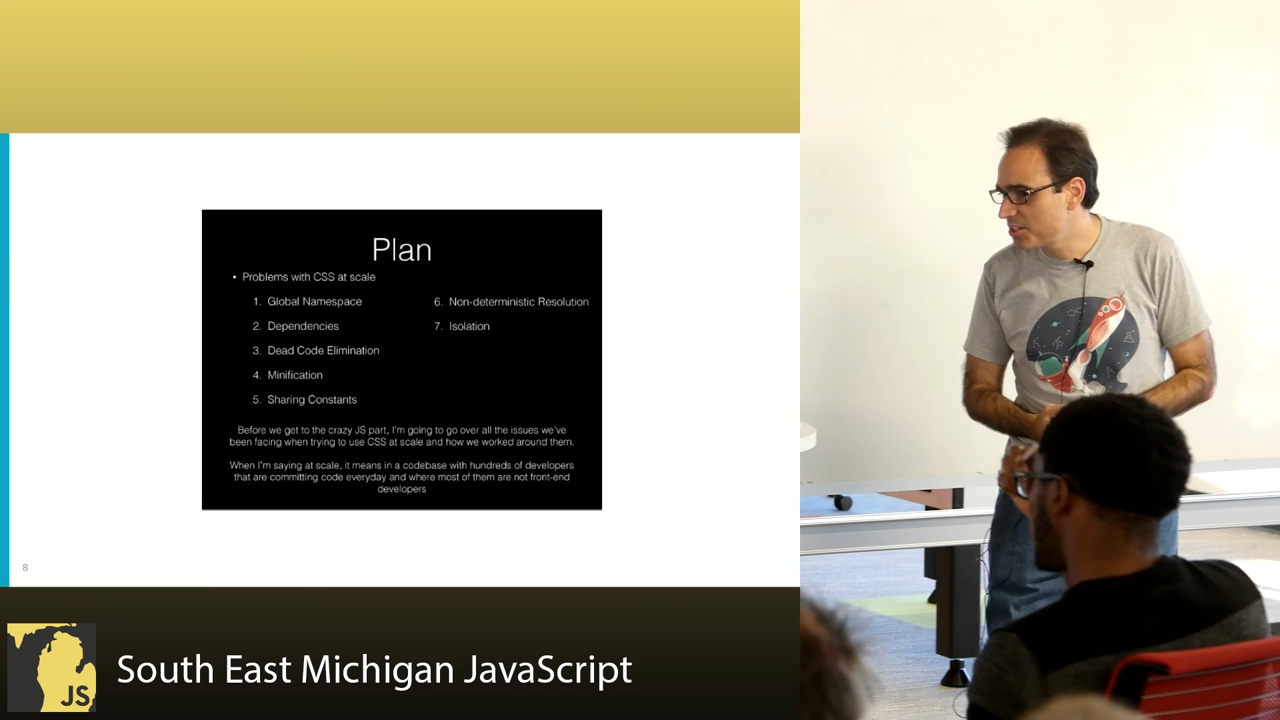 Plan
• Problems with CSS at scale
1. Global Namespace
2. Dependencies
3. Dead Code Elimination
4. Minification
5. Sharing Constants
6. Non-deterministic Resolution
7. Isolation
Before we get to the crazy JS part, I'm going to go over all the issues we've
been facing when trying to use CSS at scale and how we worked around them.
When I'm saying at scale, it means in a codebase with hundreds of developers
that are committing code everyday and where most of them are not front-end
developers
8
JS
South East Michigan JavaScript